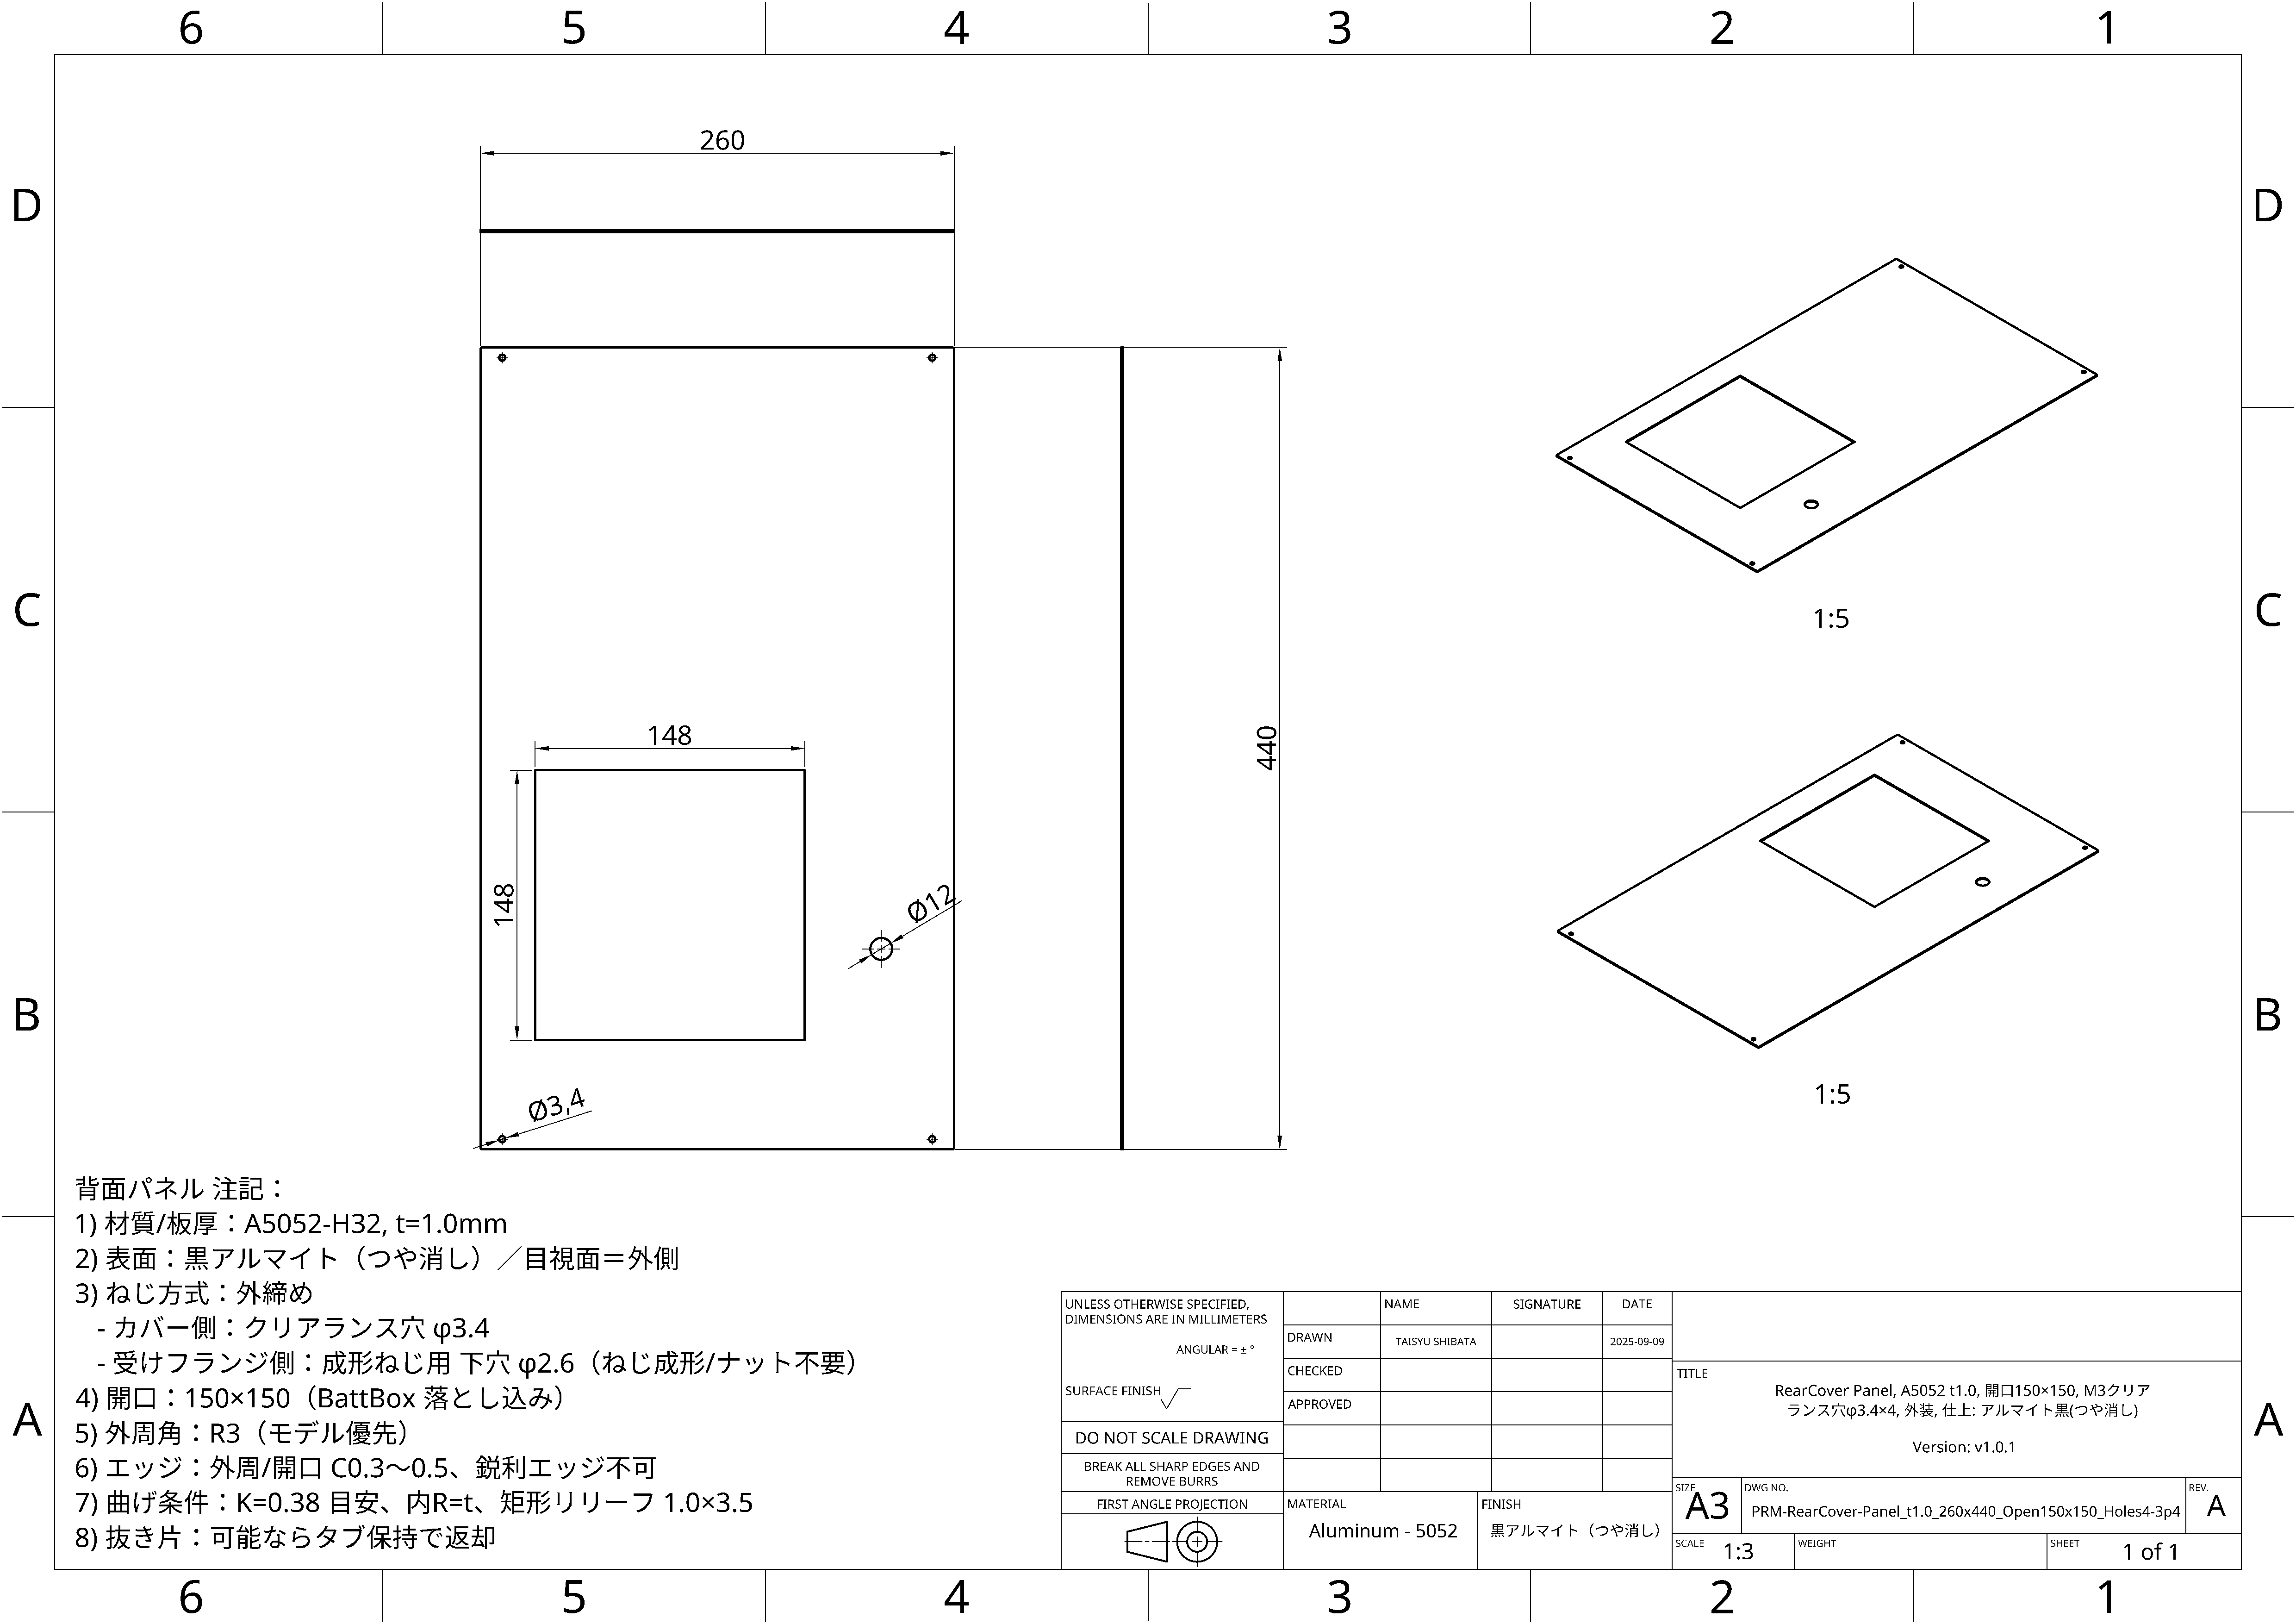 6 5 4 3 2 1
D D
C C
B B
A A
260
440
148
148
Ø12
Ø3,4
1:5
1:5
背面パネル 注記：
1) 材質/板厚：A5052-H32, t=1.0mm
2) 表面：黒アルマイト（つや消し）／目視面＝外側
3) ねじ方式：外締め
- カバー側：クリアランス穴 φ3.4
- 受けフランジ側：成形ねじ用 下穴 φ2.6（ねじ成形/ナット不要）
4) 開口：150×150（BattBox 落とし込み）
5) 外周角：R3（モデル優先）
6) エッジ：外周/開口 C0.3～0.5、鋭利エッジ不可
7) 曲げ条件：K=0.38 目安、内R=t、矩形リリーフ 1.0×3.5
8) 抜き片：可能ならタブ保持で返却
UNLESS OTHERWISE SPECIFIED,
DIMENSIONS ARE IN MILLIMETERS
ANGULAR = ± °
SURFACE FINISH
DO NOT SCALE DRAWING
BREAK ALL SHARP EDGES AND
REMOVE BURRS
FIRST ANGLE PROJECTION
NAME SIGNATURE DATE
DRAWN TAISYU SHIBATA 2025-09-09
CHECKED
APPROVED
MATERIAL
Aluminum - 5052
FINISH
黒アルマイト（つや消し）
TITLE
RearCover Panel, A5052 t1.0, 開口150×150, M3クリア
ランス穴φ3.4×4, 外装, 仕上: アルマイト黒(つや消し)
Version: v1.0.1
SIZE
A3
DWG NO.
PRM-RearCover-Panel_t1.0_260x440_Open150x150_Holes4-3p4
REV.
A
SCALE 1:3
WEIGHT
SHEET 1 of 1
6 5 4 3 2 1